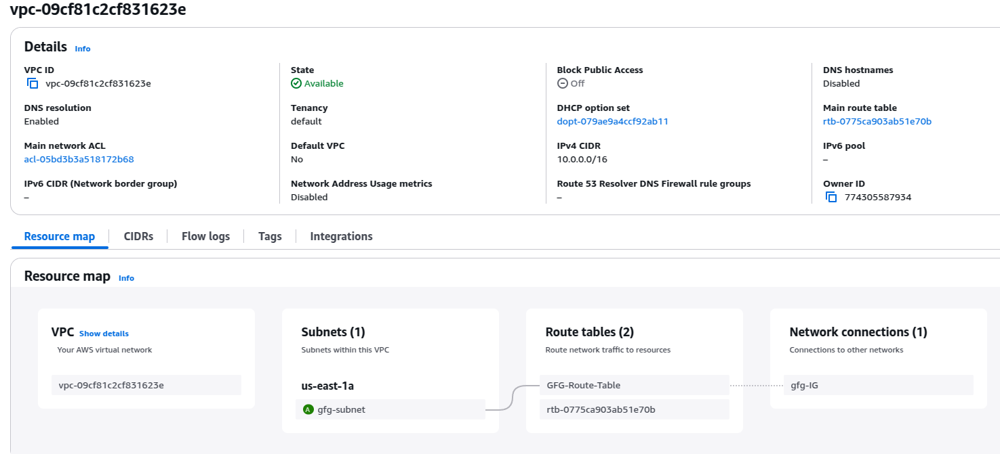 vpc-09cf81c2cf831623e
Details Info
VPC ID
vpc-09cf81c2cf831623e
State
Available
Block Public Access
Off
DNS hostnames
Disabled
DNS resolution
Enabled
Tenancy
default
DHCP option set
dopt-079ae9a4ccf92ab11
Main route table
rtb-0775ca903ab51e70b
Main network ACL
acl-05bd3b3a518172b68
Default VPC
No
IPv4 CIDR
10.0.0.0/16
IPv6 pool
–
IPv6 CIDR (Network border group)
–
Network Address Usage metrics
Disabled
Route 53 Resolver DNS Firewall rule groups
–
Owner ID
774305587934
Resource map CIDRs Flow logs Tags Integrations
Resource map Info
VPC Show details
Your AWS virtual network
vpc-09cf81c2cf831623e
Subnets (1)
Subnets within this VPC
us-east-1a
A gfg-subnet
Route tables (2)
Route network traffic to resources
GFG-Route-Table
rtb-0775ca903ab51e70b
Network connections (1)
Connections to other networks
gfg-IG